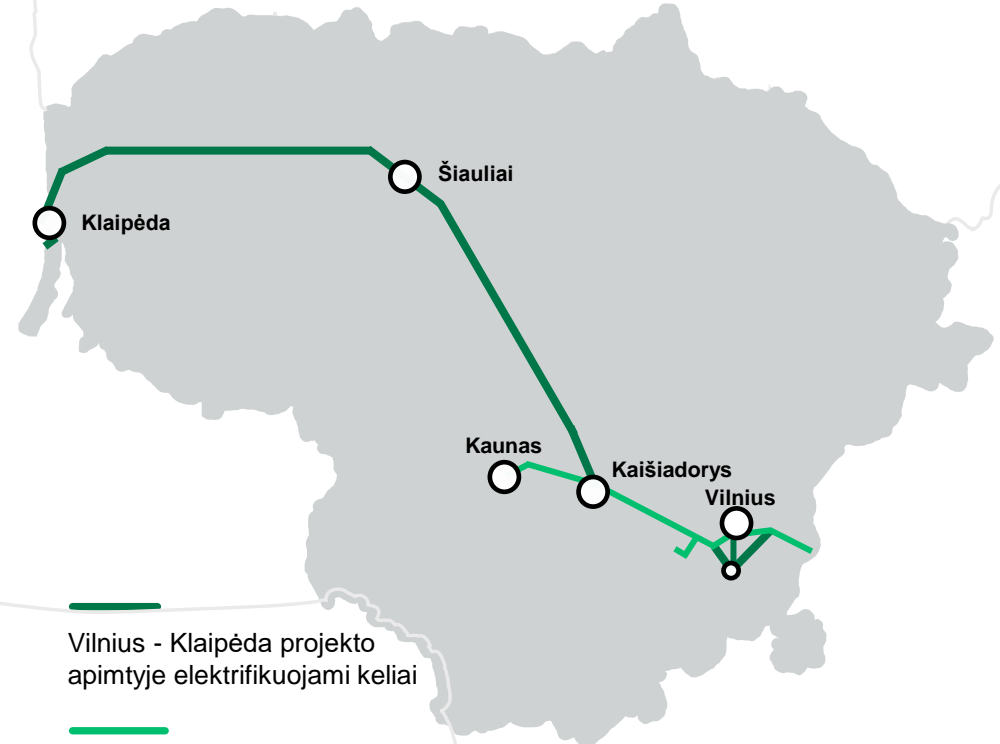 Šiauliai
Klaipėda
Kaunas
Kaišiadorys
Vilnius
Vilnius - Klaipėda projekto
apimtyje elektrifikuojami keliai